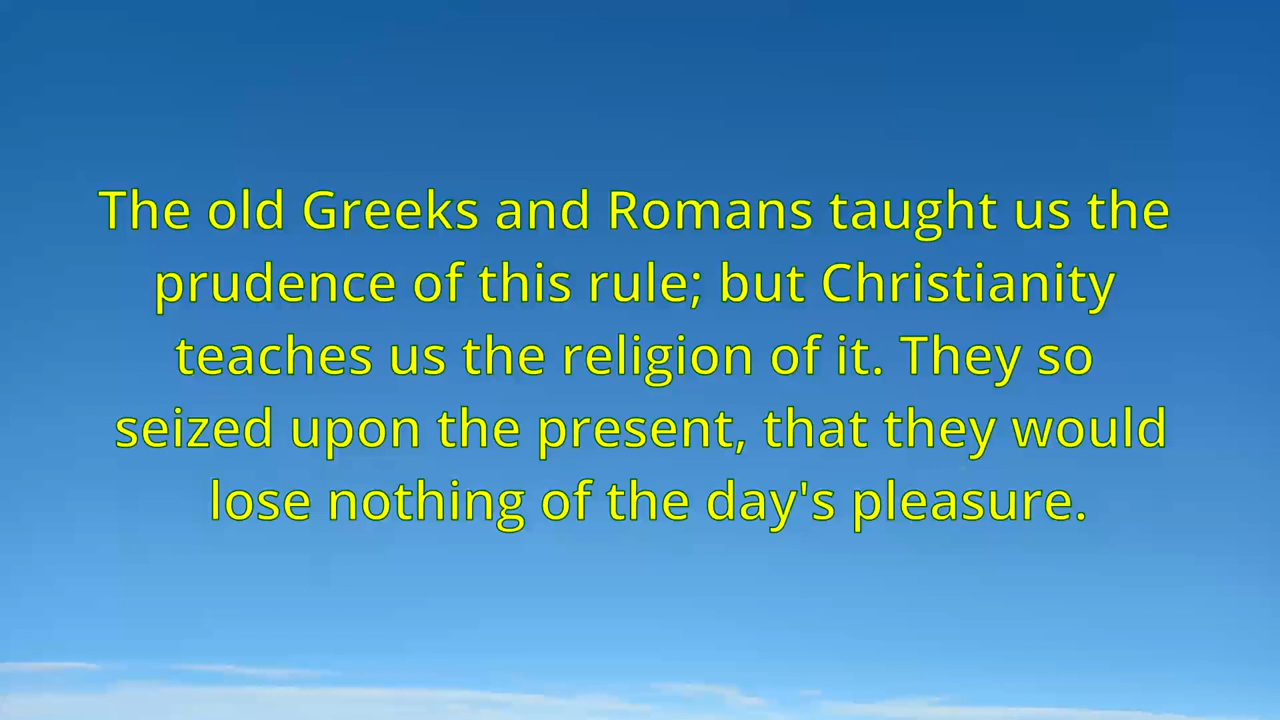 The old Greeks and Romans taught us the
prudence of this rule; but Christianity
teaches us the religion of it. They so
seized upon the present, that they would
lose nothing of the day's pleasure.